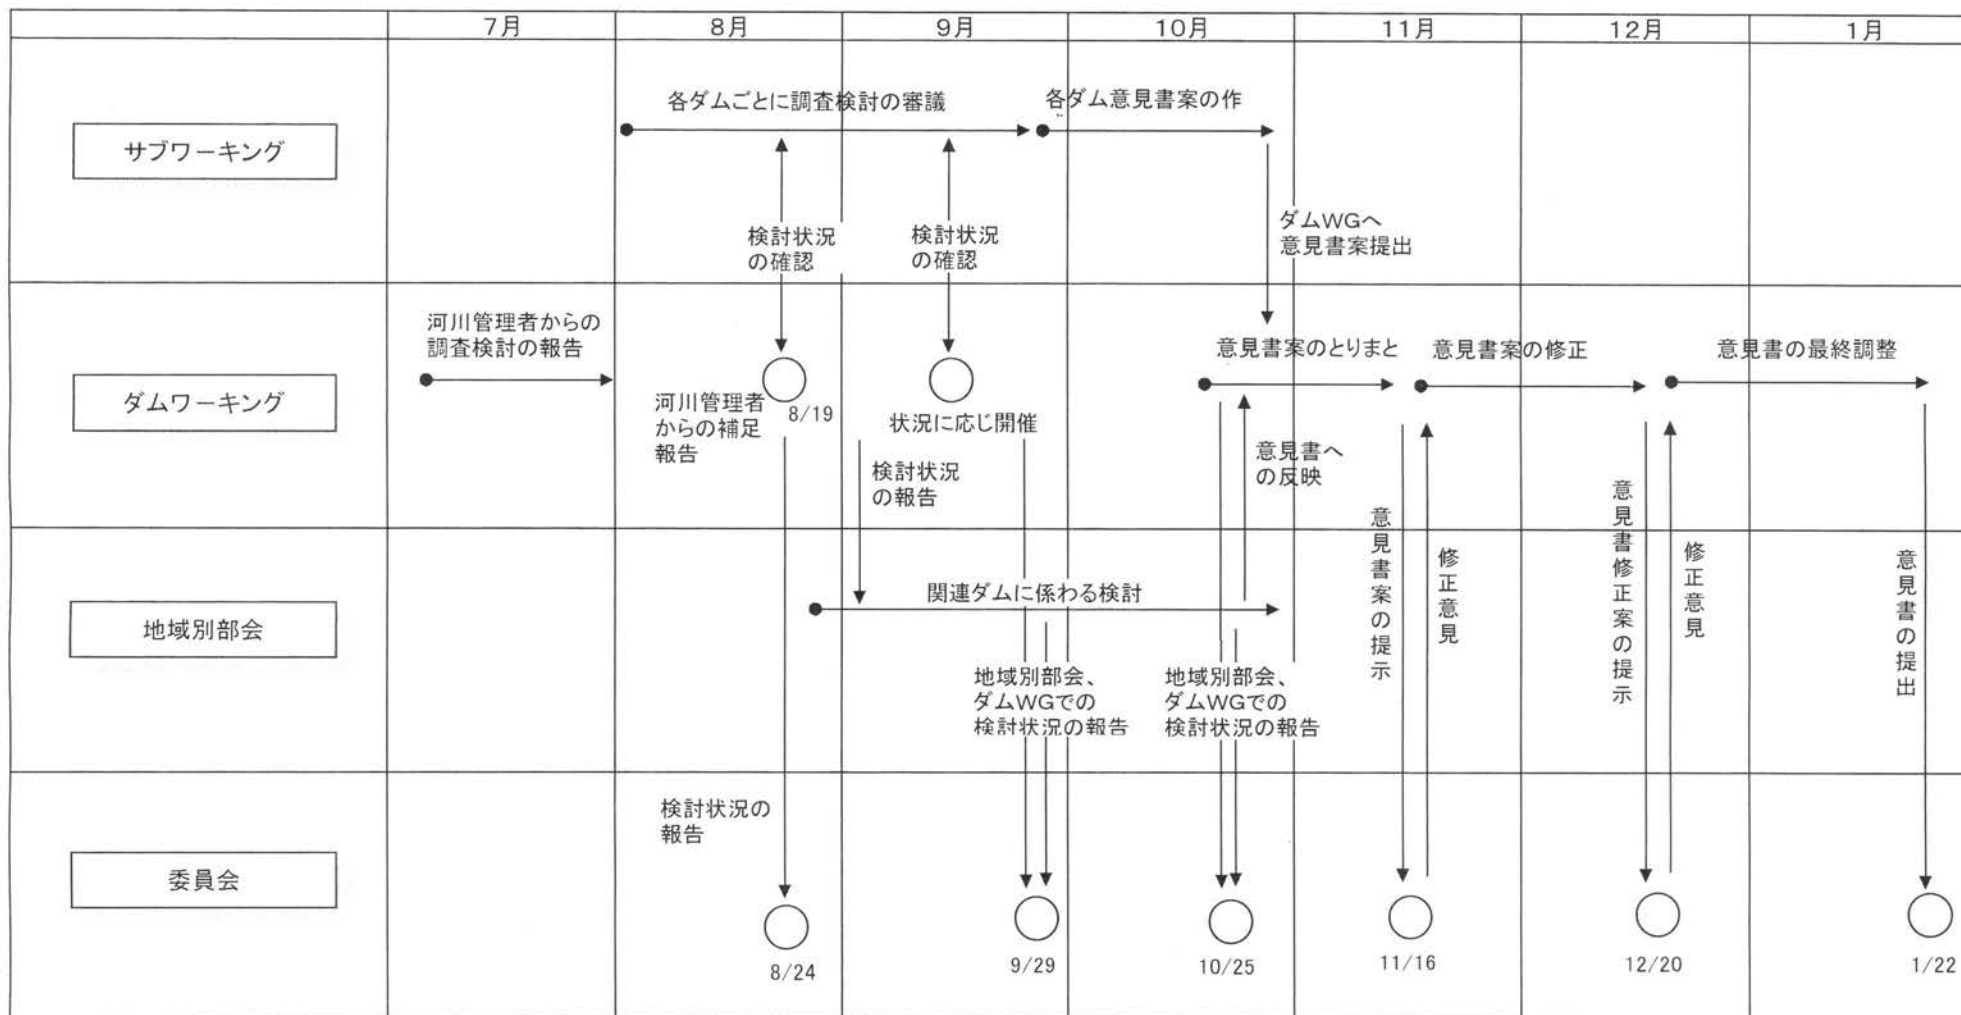 7月
8月
9月
10月
11月
12月
1月
サブワーキング
各ダムごとに調査検討の審議
各ダム意見書案の作
検討状況
の確認
検討状況
の確認
ダムWGへ
意見書案提出
ダムワーキング
河川管理者からの
調査検討の報告
河川管理者
からの補足
報告
8/19
状況に応じ開催
検討状況
の報告
意見書案のとりまと
意見書へ
の反映
意見書案の修正
意見書の最終調整
地域別部会
関連ダムに係わる検討
地域別部会、
ダムWGでの
検討状況の報告
地域別部会、
ダムWGでの
検討状況の報告
意見書案の提示
修正意見
意見書修正案の提示
修正意見
意見書の提出
委員会
検討状況の
報告
8/24
9/29
10/25
11/16
12/20
1/22